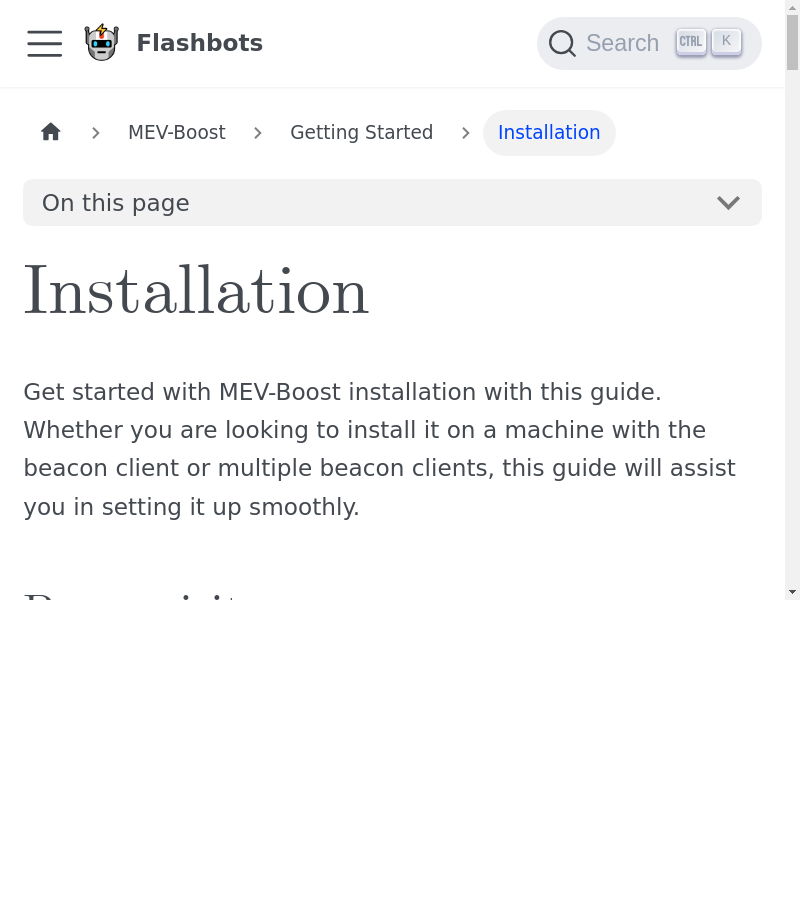 Flashbots
Search CTRL K
MEV-Boost Getting Started Installation
On this page
Installation
Get started with MEV-Boost installation with this guide.
Whether you are looking to install it on a machine with the
beacon client or multiple beacon clients, this guide will assist
you in setting it up smoothly.